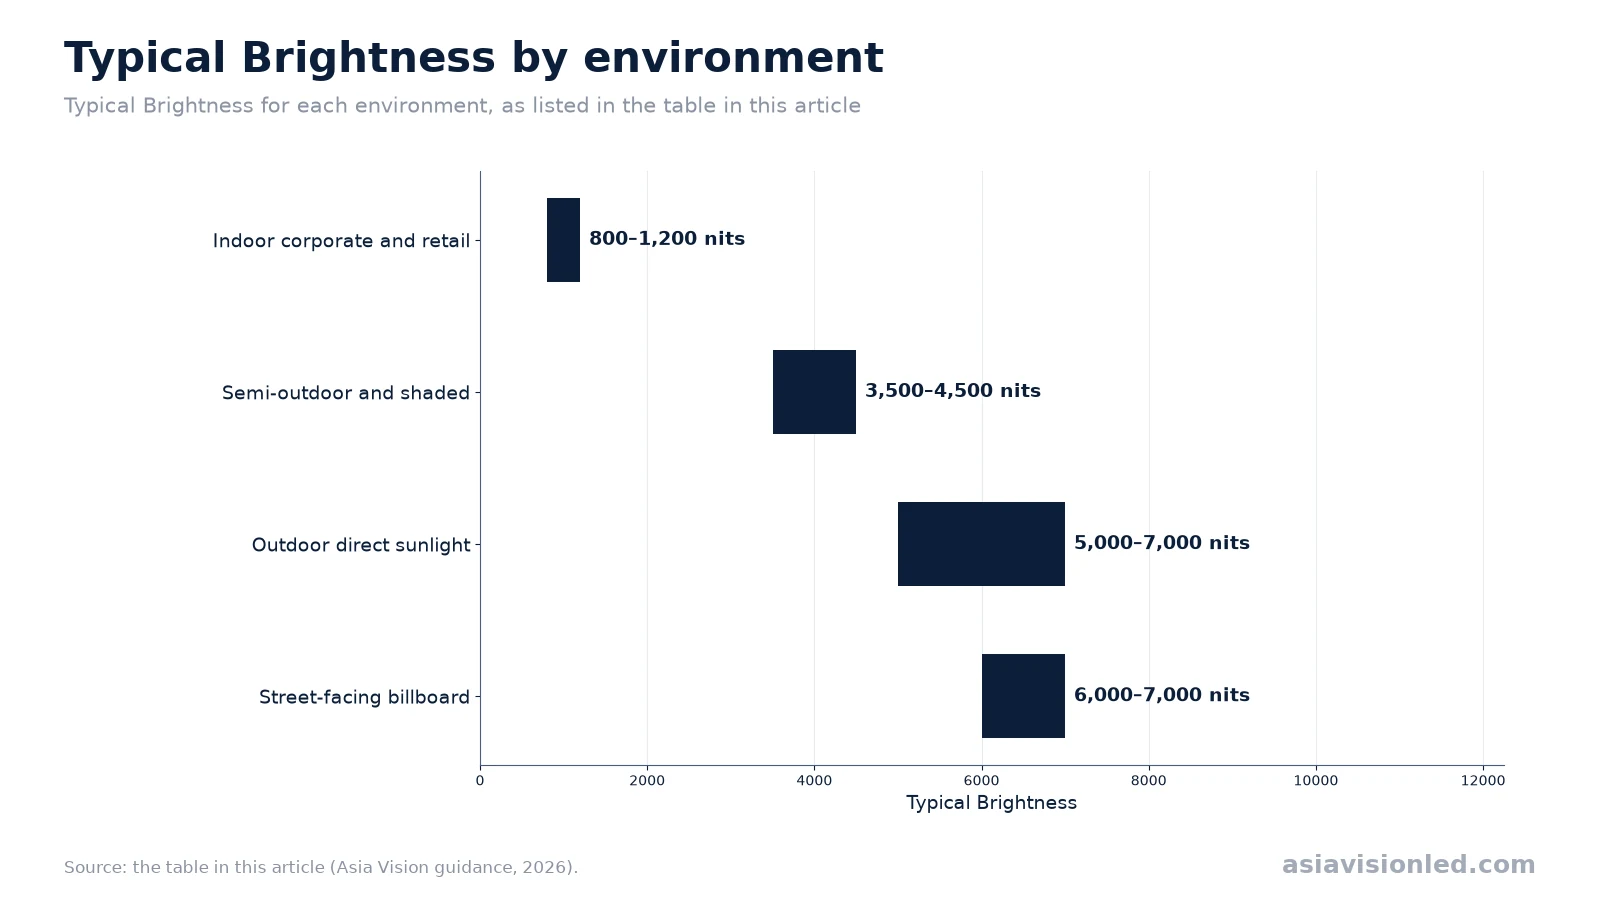 Typical Brightness by environment
Typical Brightness for each environment, as listed in the table in this article
Indoor corporate and retail
800–1,200 nits
Semi-outdoor and shaded
3,500–4,500 nits
Outdoor direct sunlight
5,000–7,000 nits
Street-facing billboard
6,000–7,000 nits
0 2000 4000 6000 8000 10000 12000
Typical Brightness
Source: the table in this article (Asia Vision guidance, 2026).
asiavisionled.com